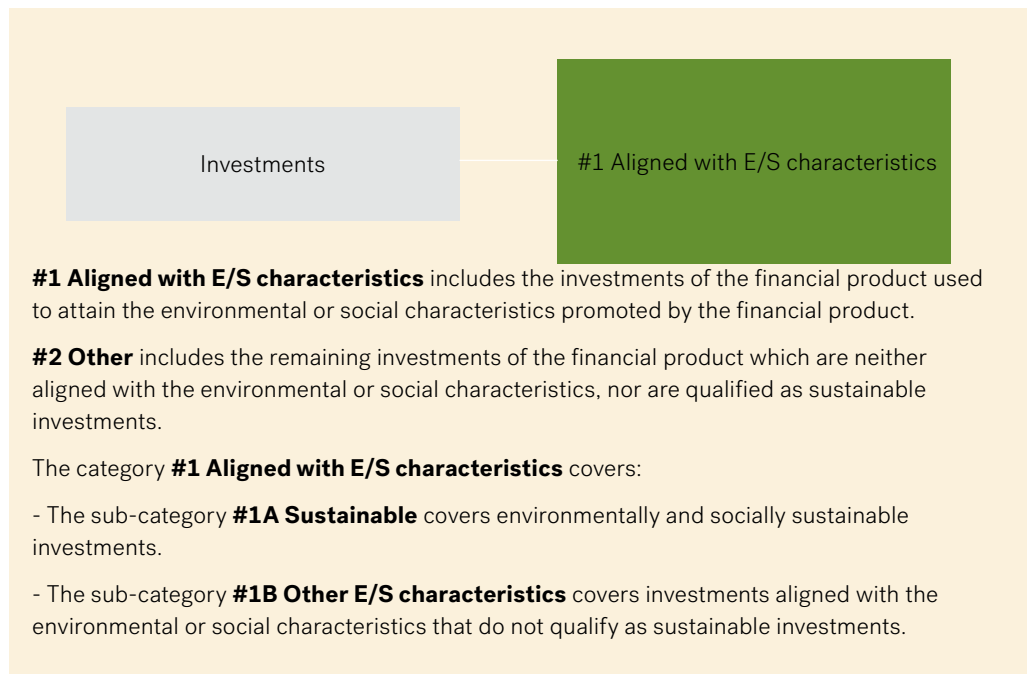 Investments
#1 Aligned with E/S characteristics
#1 Aligned with E/S characteristics includes the investments of the financial product used
to attain the environmental or social characteristics promoted by the financial product.
#2 Other includes the remaining investments of the financial product which are neither
aligned with the environmental or social characteristics, nor are qualified as sustainable
investments.
The category #1 Aligned with E/S characteristics covers:
- The sub-category #1A Sustainable covers environmentally and socially sustainable
investments.
- The sub-category #1B Other E/S characteristics covers investments aligned with the
environmental or social characteristics that do not qualify as sustainable investments.